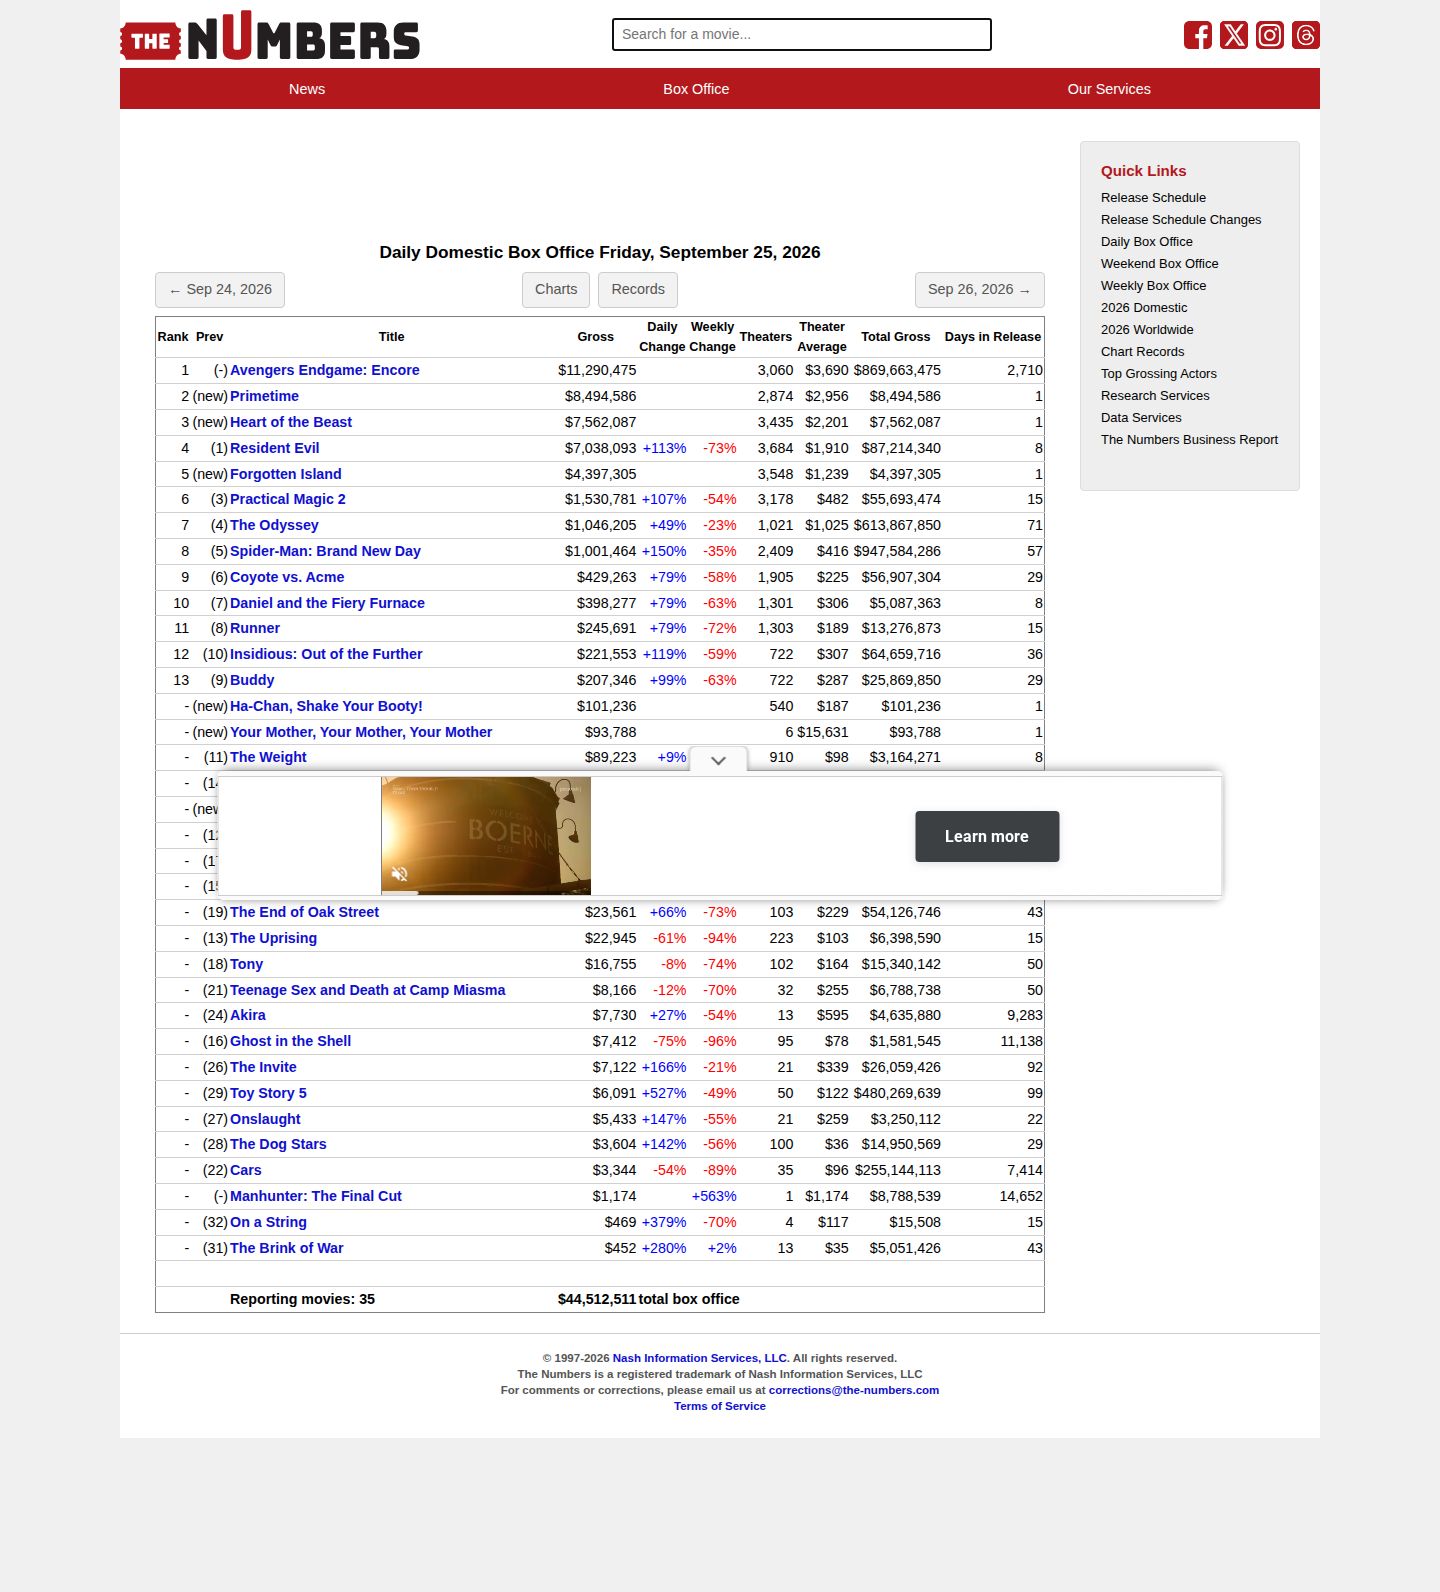 THE NUMBERS
Search for a movie...
News Box Office Our Services
Quick Links
Release Schedule
Release Schedule Changes
Daily Box Office
Weekend Box Office
Weekly Box Office
2026 Domestic
2026 Worldwide
Chart Records
Top Grossing Actors
Research Services
Data Services
The Numbers Business Report
Daily Domestic Box Office Friday, September 25, 2026
← Sep 24, 2026 Charts Records Sep 26, 2026 →
Rank Prev Title Gross Daily Change Weekly Change Theaters Theater Average Total Gross Days in Release
1 (-) Avengers Endgame: Encore $11,290,475 3,060 $3,690 $869,663,475 2,710
2 (new) Primetime $8,494,586 2,874 $2,956 $8,494,586 1
3 (new) Heart of the Beast $7,562,087 3,435 $2,201 $7,562,087 1
4 (1) Resident Evil $7,038,093 +113% -73% 3,684 $1,910 $87,214,340 8
5 (new) Forgotten Island $4,397,305 3,548 $1,239 $4,397,305 1
6 (3) Practical Magic 2 $1,530,781 +107% -54% 3,178 $482 $55,693,474 15
7 (4) The Odyssey $1,046,205 +49% -23% 1,021 $1,025 $613,867,850 71
8 (5) Spider-Man: Brand New Day $1,001,464 +150% -35% 2,409 $416 $947,584,286 57
9 (6) Coyote vs. Acme $429,263 +79% -58% 1,905 $225 $56,907,304 29
10 (7) Daniel and the Fiery Furnace $398,277 +79% -63% 1,301 $306 $5,087,363 8
11 (8) Runner $245,691 +79% -72% 1,303 $189 $13,276,873 15
12 (10) Insidious: Out of the Further $221,553 +119% -59% 722 $307 $64,659,716 36
13 (9) Buddy $207,346 +99% -63% 722 $287 $25,869,850 29
- (new) Ha-Chan, Shake Your Booty! $101,236 540 $187 $101,236 1
- (new) Your Mother, Your Mother, Your Mother $93,788 6 $15,631 $93,788 1
- (11) The Weight $89,223 +9% 910 $98 $3,164,271 8
WELCOME
BOERNE
EST.
Learn more
- (19) The End of Oak Street $23,561 +66% -73% 103 $229 $54,126,746 43
- (13) The Uprising $22,945 -61% -94% 223 $103 $6,398,590 15
- (18) Tony $16,755 -8% -74% 102 $164 $15,340,142 50
- (21) Teenage Sex and Death at Camp Miasma $8,166 -12% -70% 32 $255 $6,788,738 50
- (24) Akira $7,730 +27% -54% 13 $595 $4,635,880 9,283
- (16) Ghost in the Shell $7,412 -75% -96% 95 $78 $1,581,545 11,138
- (26) The Invite $7,122 +166% -21% 21 $339 $26,059,426 92
- (29) Toy Story 5 $6,091 +527% -49% 50 $122 $480,269,639 99
- (27) Onslaught $5,433 +147% -55% 21 $259 $3,250,112 22
- (28) The Dog Stars $3,604 +142% -56% 100 $36 $14,950,569 29
- (22) Cars $3,344 -54% -89% 35 $96 $255,144,113 7,414
- (-) Manhunter: The Final Cut $1,174 +563% 1 $1,174 $8,788,539 14,652
- (32) On a String $469 +379% -70% 4 $117 $15,508 15
- (31) The Brink of War $452 +280% +2% 13 $35 $5,051,426 43
Reporting movies: 35 $44,512,511 total box office
© 1997-2026 Nash Information Services, LLC. All rights reserved.
The Numbers is a registered trademark of Nash Information Services, LLC
For comments or corrections, please email us at corrections@the-numbers.com
Terms of Service